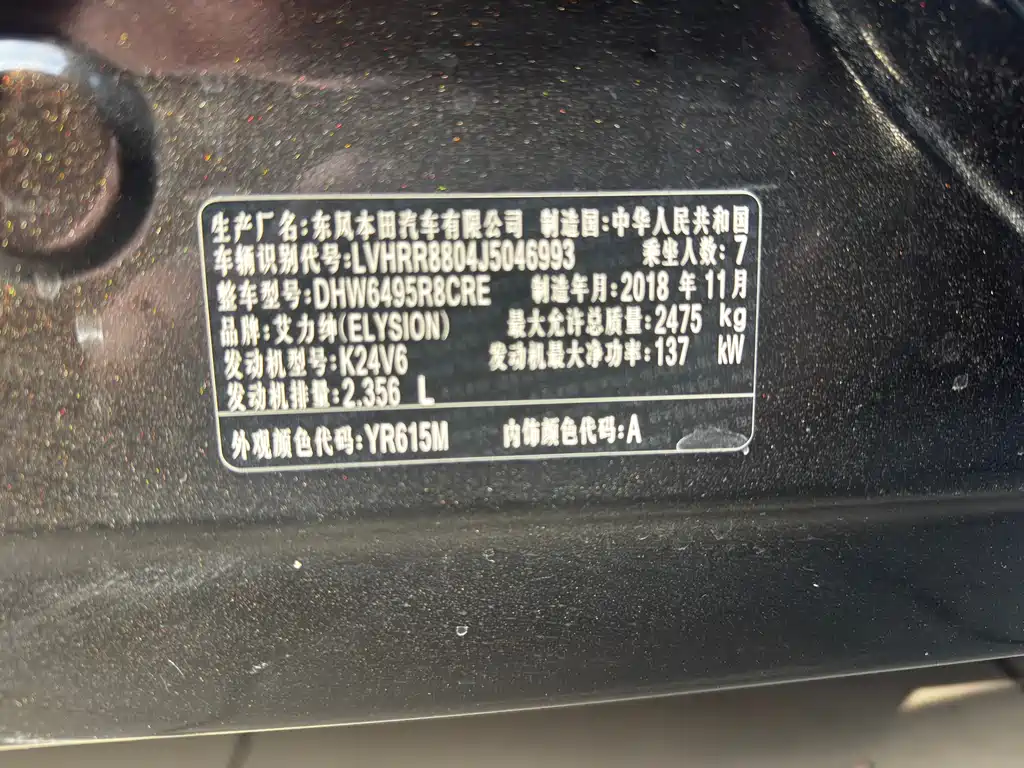 生产厂名:东风本田汽车有限公司 制造国:中华人民共和国
车辆识别代号:LVHRR8804J5046993 乘坐人数:7
整车型号:DHW6495R8CRE 制造年月:2018 年 11月
品牌:艾力绅(ELYSION) 最大允许总质量:2475 kg
发动机型号:K24V6 发动机最大净功率:137 kW
发动机排量:2.356 L
外观颜色代码:YR615M 内饰颜色代码:A